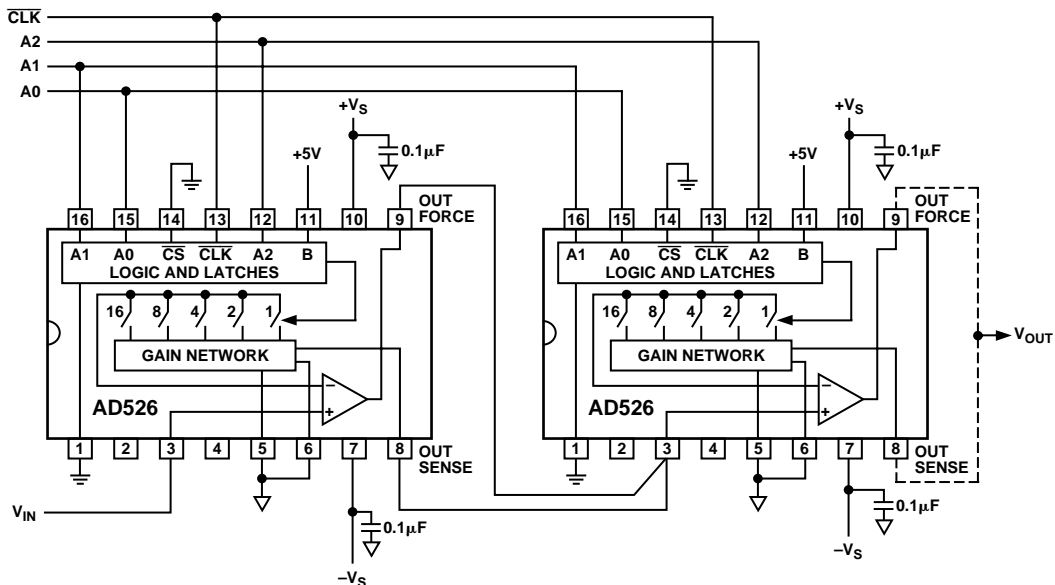 CLK
A2
A1
A0
+VS
0.1µF
+5V
OUT
FORCE
16 15 14 13 12 11 10 9
A1 A0 CS CLK A2 B
LOGIC AND LATCHES
16 8 4 2 1
GAIN NETWORK
–
+
AD526
1 2 3 4 5 6 7 8
OUT
SENSE
VIN
0.1µF
–VS
+VS
0.1µF
+5V
OUT
FORCE
16 15 14 13 12 11 10 9
A1 A0 CS CLK A2 B
LOGIC AND LATCHES
16 8 4 2 1
GAIN NETWORK
–
+
AD526
1 2 3 4 5 6 7 8
OUT
SENSE
VOUT
0.1µF
–VS